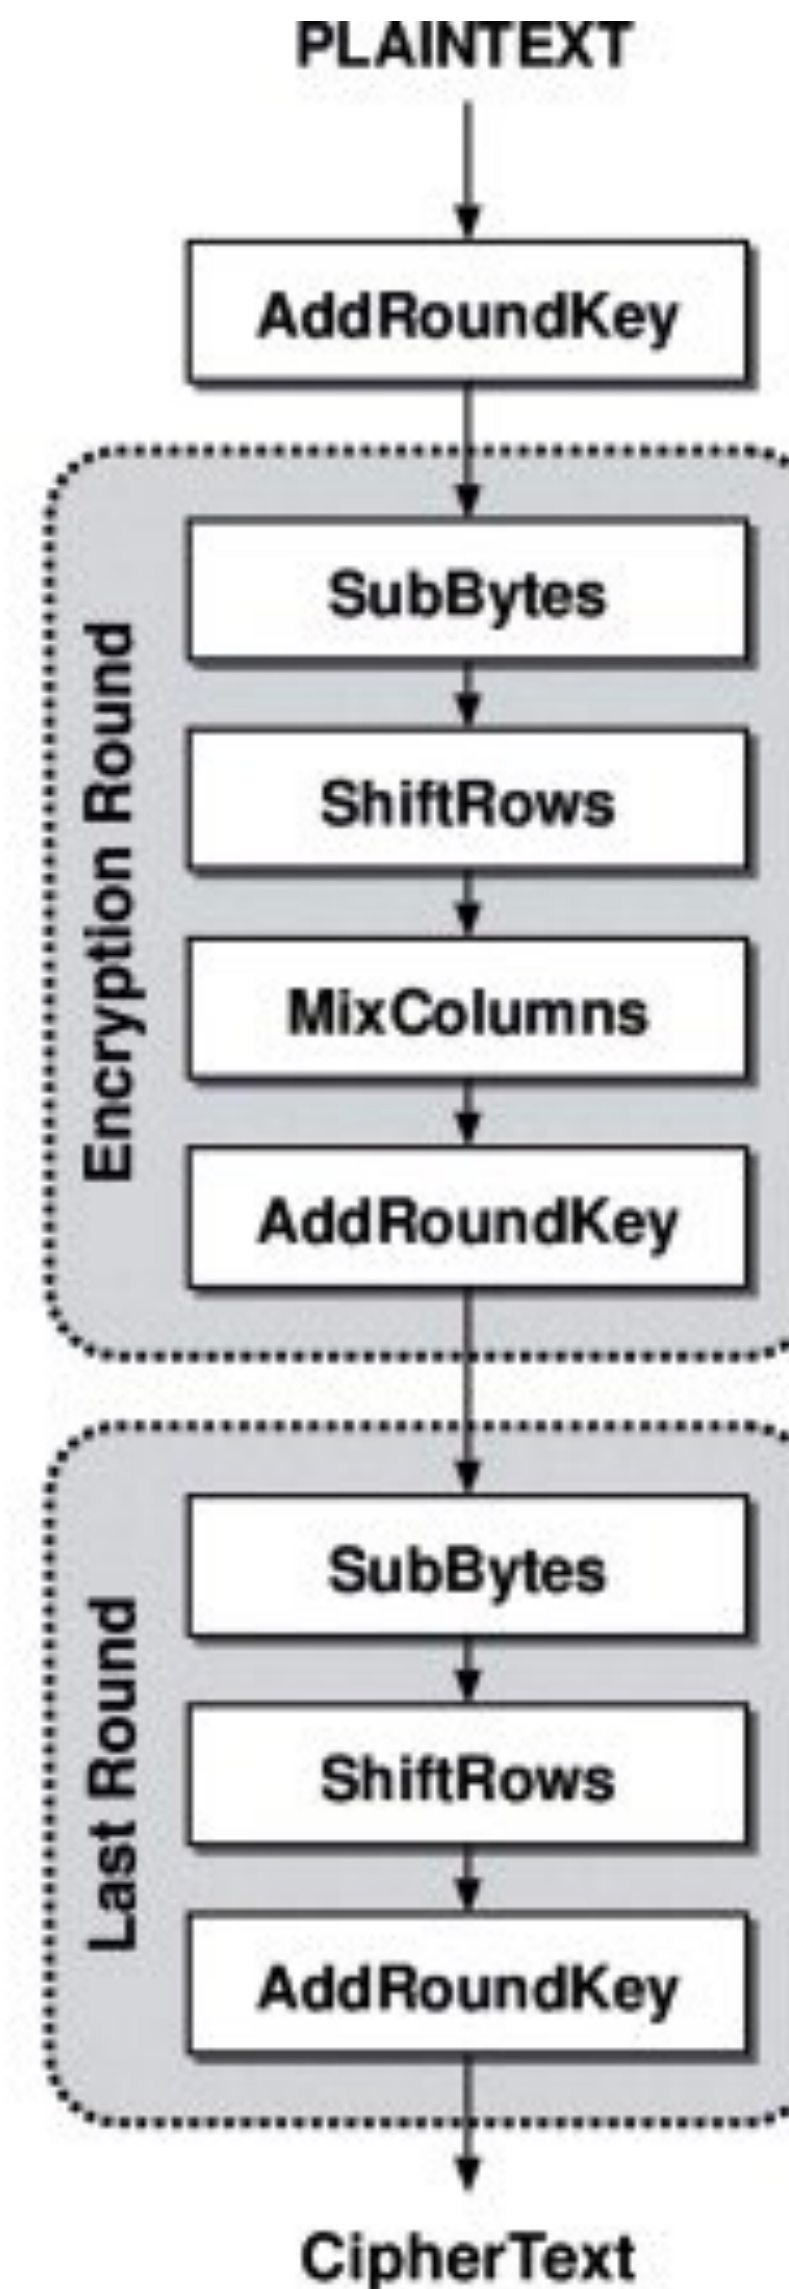 PLAINTEXT
AddRoundKey
Encryption Round
SubBytes
ShiftRows
MixColumns
AddRoundKey
Last Round
SubBytes
ShiftRows
AddRoundKey
CipherText